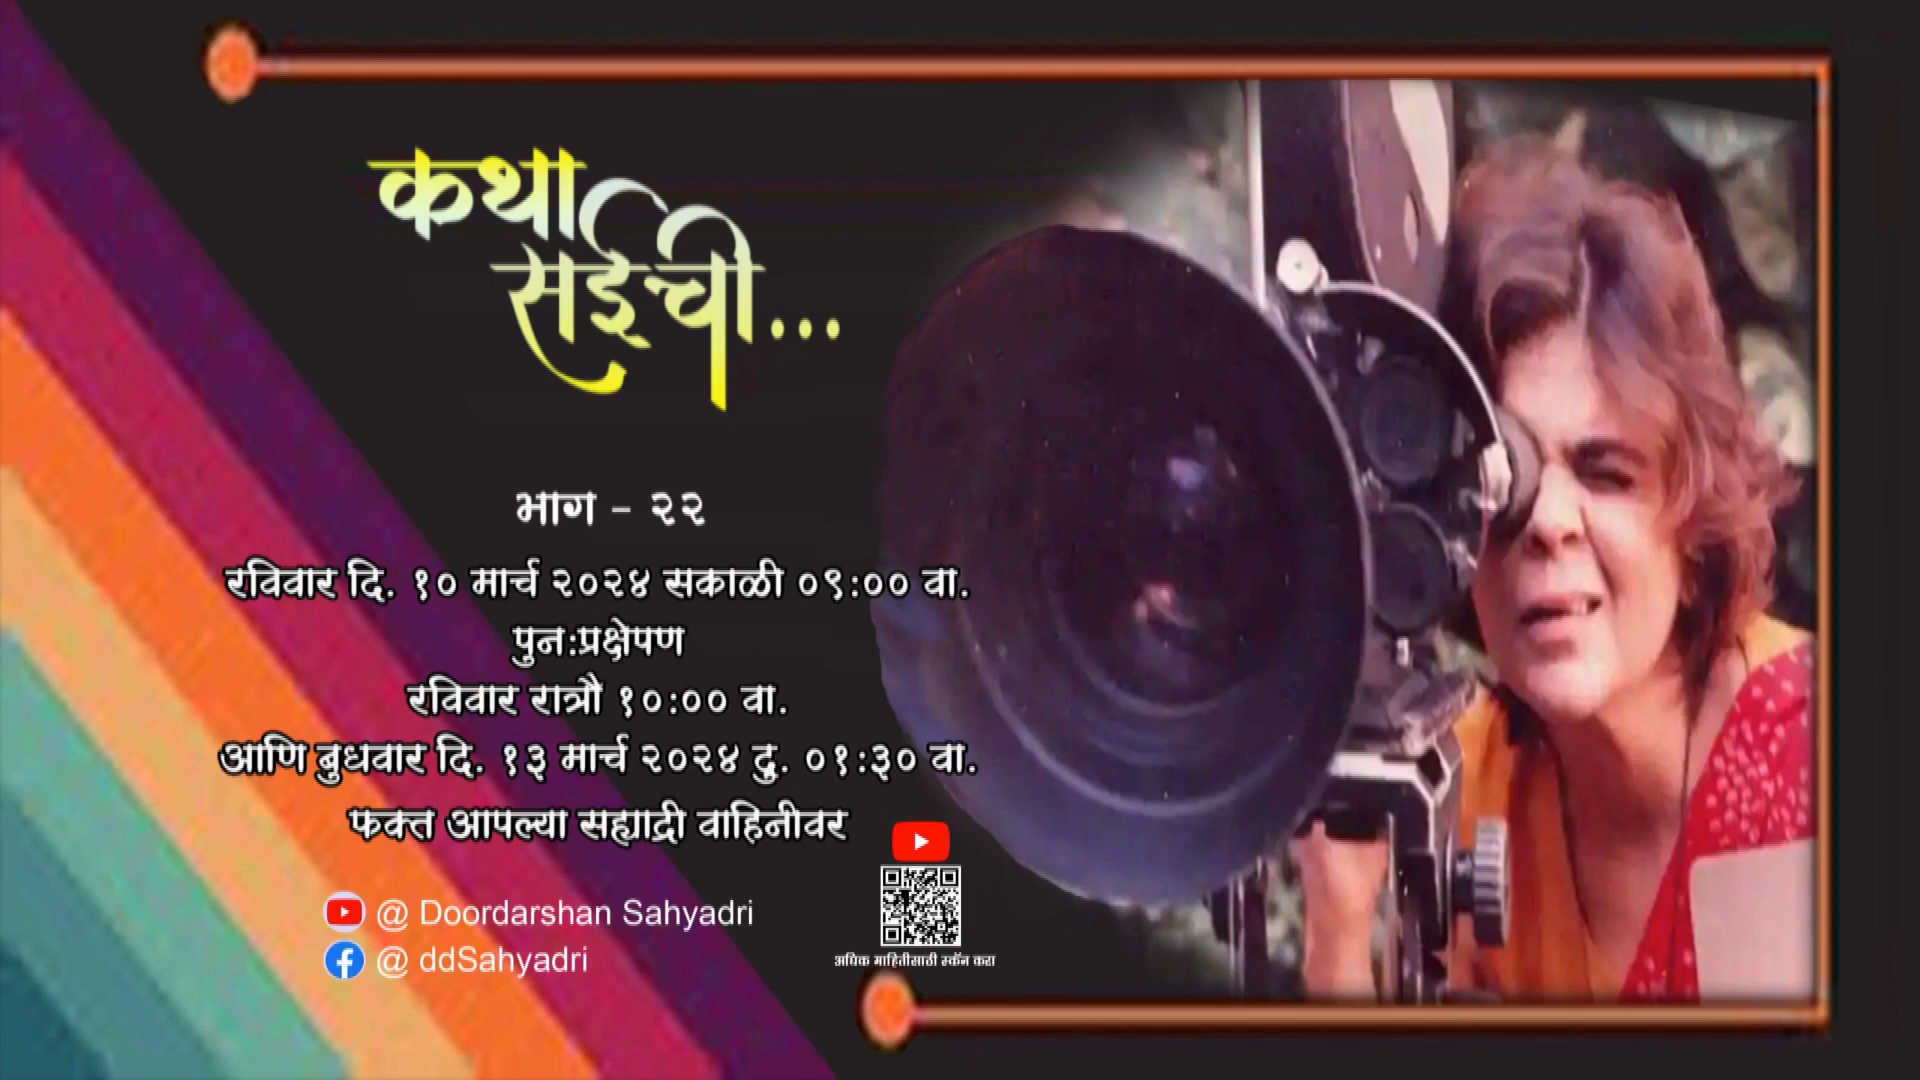 कथा
सईची...
भाग - २२
रविवार दि. १० मार्च २०२४ सकाळी ०९:०० वा.
पुन:प्रक्षेपण
रविवार रात्रौ १०:०० वा.
आणि बुधवार दि. १३ मार्च २०२४ दु. ०१:३० वा.
फक्त आपल्या सह्याद्री वाहिनीवर
@ Doordarshan Sahyadri
@ ddSahyadri
अधिक माहितीसाठी स्कॅन करा